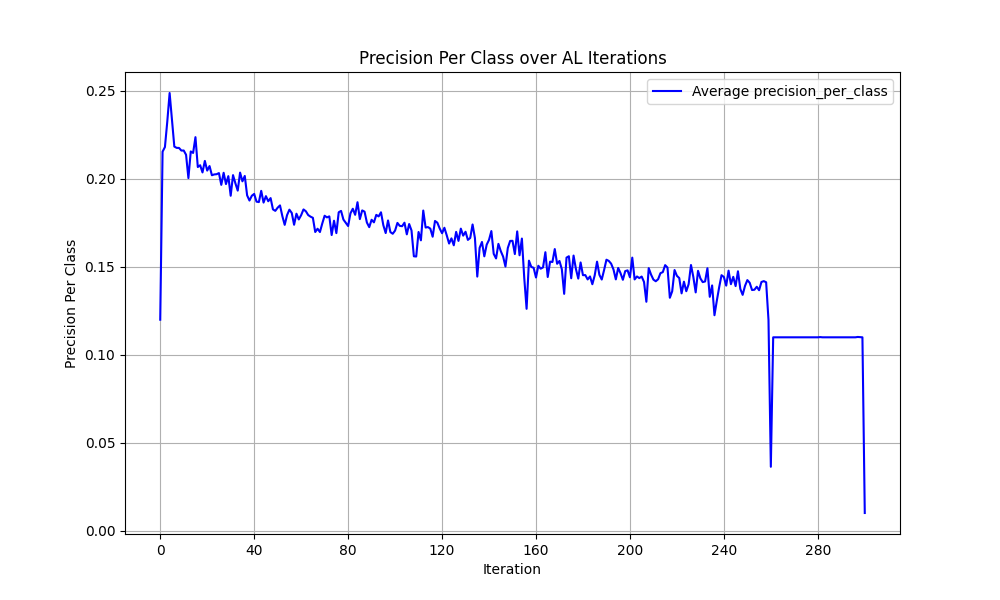 Precision Per Class over AL Iterations
Average precision_per_class
Precision Per Class
0.25
0.20
0.15
0.10
0.05
0.00
0 40 80 120 160 200 240 280
Iteration